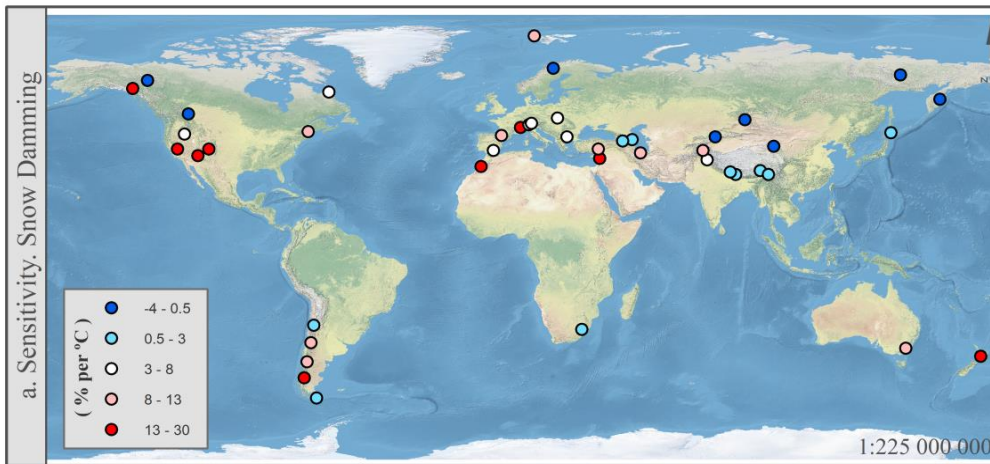 a. Sensitivity. Snow Damming
( % per ºC )
-4 - 0.5
0.5 - 3
3 - 8
8 - 13
13 - 30
1:225 000 000